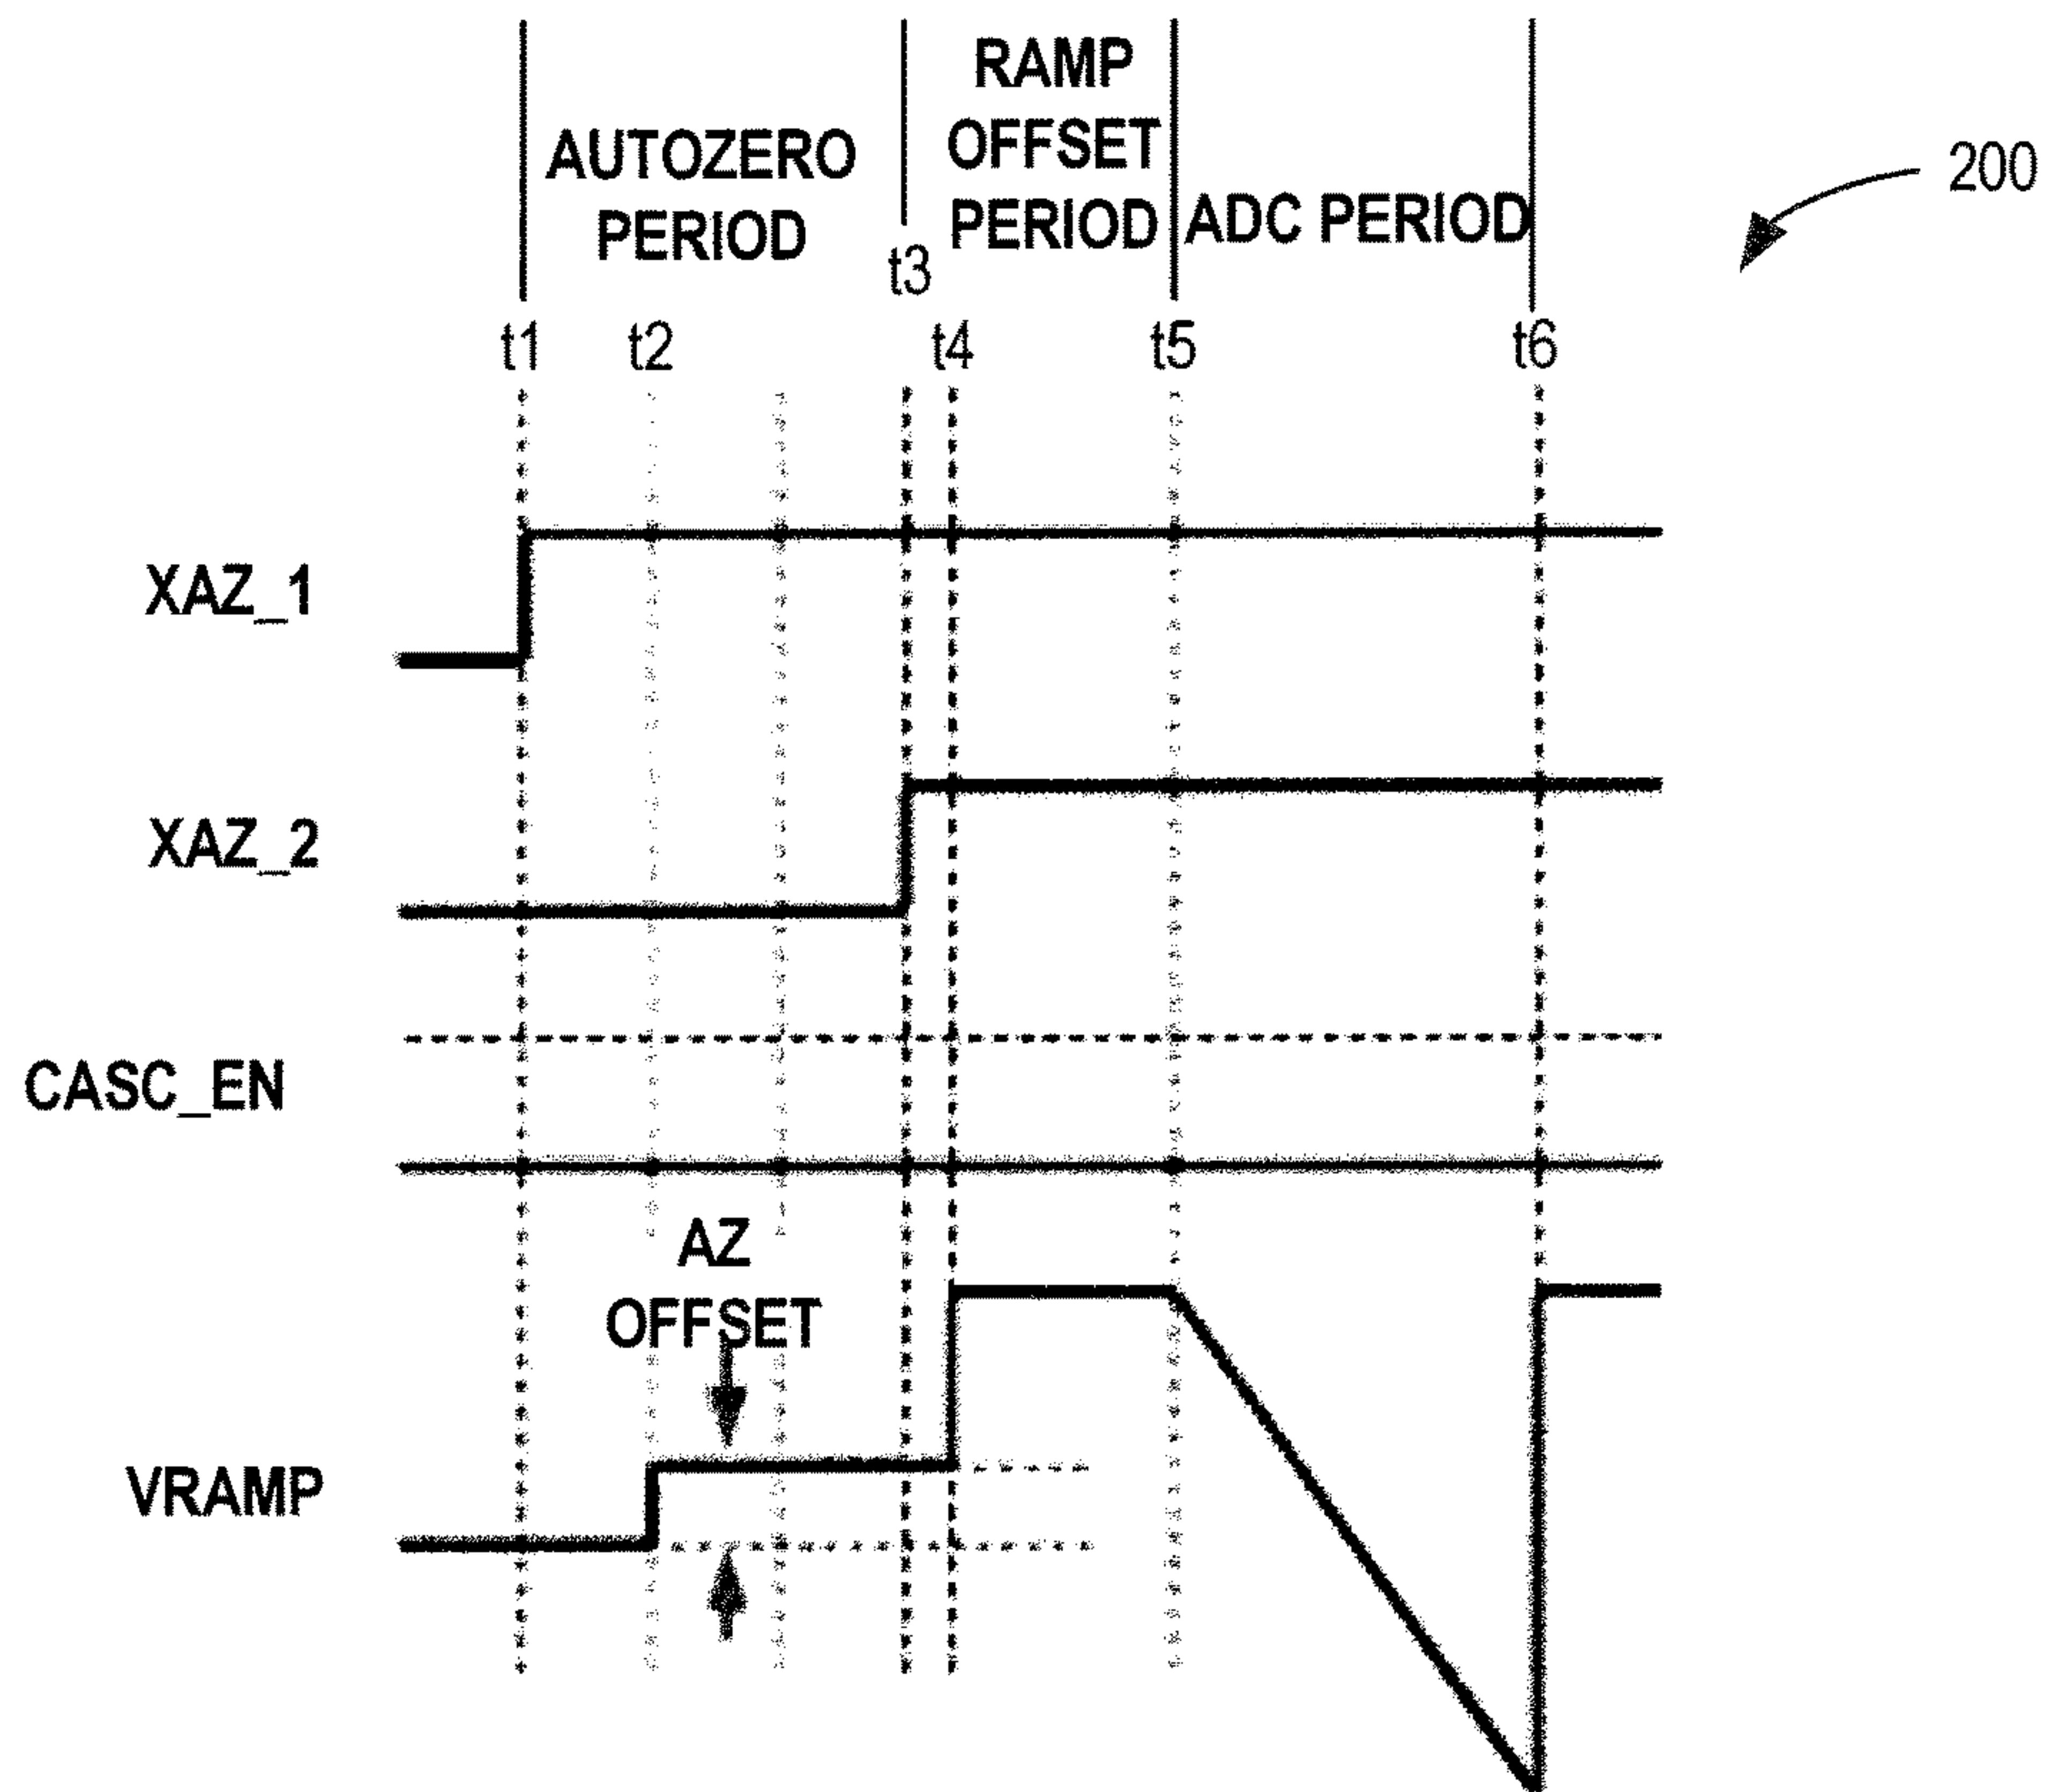 RAMP
OFFSET
PERIOD
AUTOZERO
PERIOD
ADC PERIOD
200
t1
t2
t3
t4
t5
t6
XAZ_1
XAZ_2
CASC_EN
AZ
OFFSET
VRAMP